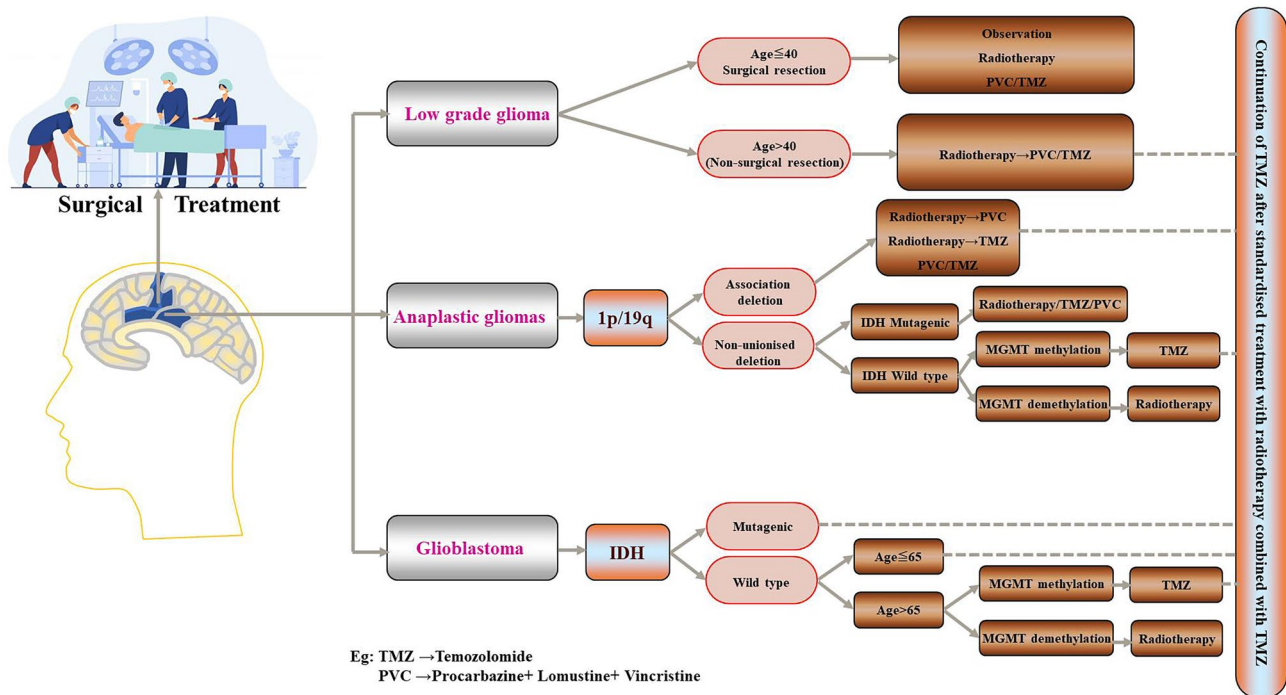 Surgical Treatment
Low grade glioma
Age≦40
Surgical resection
Observation
Radiotherapy
PVC/TMZ
Age>40
(Non-surgical resection)
Radiotherapy→PVC/TMZ
Anaplastic gliomas
1p/19q
Association
deletion
Radiotherapy→PVC
Radiotherapy→TMZ
PVC/TMZ
Non-unionised
deletion
IDH Mutagenic
Radiotherapy/TMZ/PVC
IDH Wild type
MGMT methylation
TMZ
MGMT demethylation
Radiotherapy
Glioblastoma
IDH
Mutagenic
Wild type
Age≦65
Age>65
MGMT methylation
TMZ
MGMT demethylation
Radiotherapy
Continuation of TMZ after standardised treatment with radiotherapy combined with TMZ
Eg: TMZ →Temozolomide
PVC →Procarbazine+ Lomustine+ Vincristine